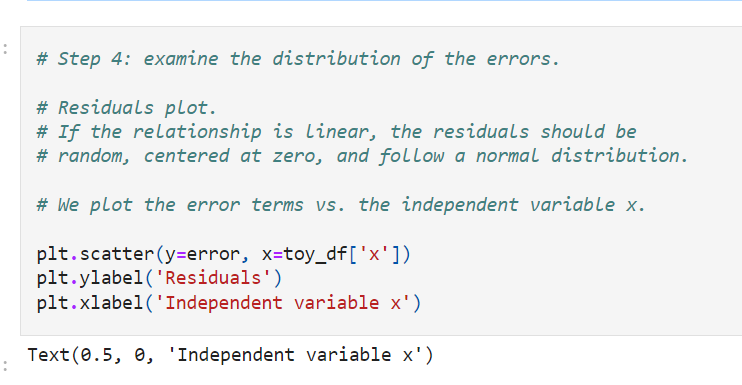 # Step 4: examine the distribution of the errors.
# Residuals plot.
# If the relationship is linear, the residuals should be
# random, centered at zero, and follow a normal distribution.
# We plot the error terms vs. the independent variable x.
plt.scatter(y=error, x=toy_df['x'])
plt.ylabel('Residuals')
plt.xlabel('Independent variable x')
Text(0.5, 0, 'Independent variable x')